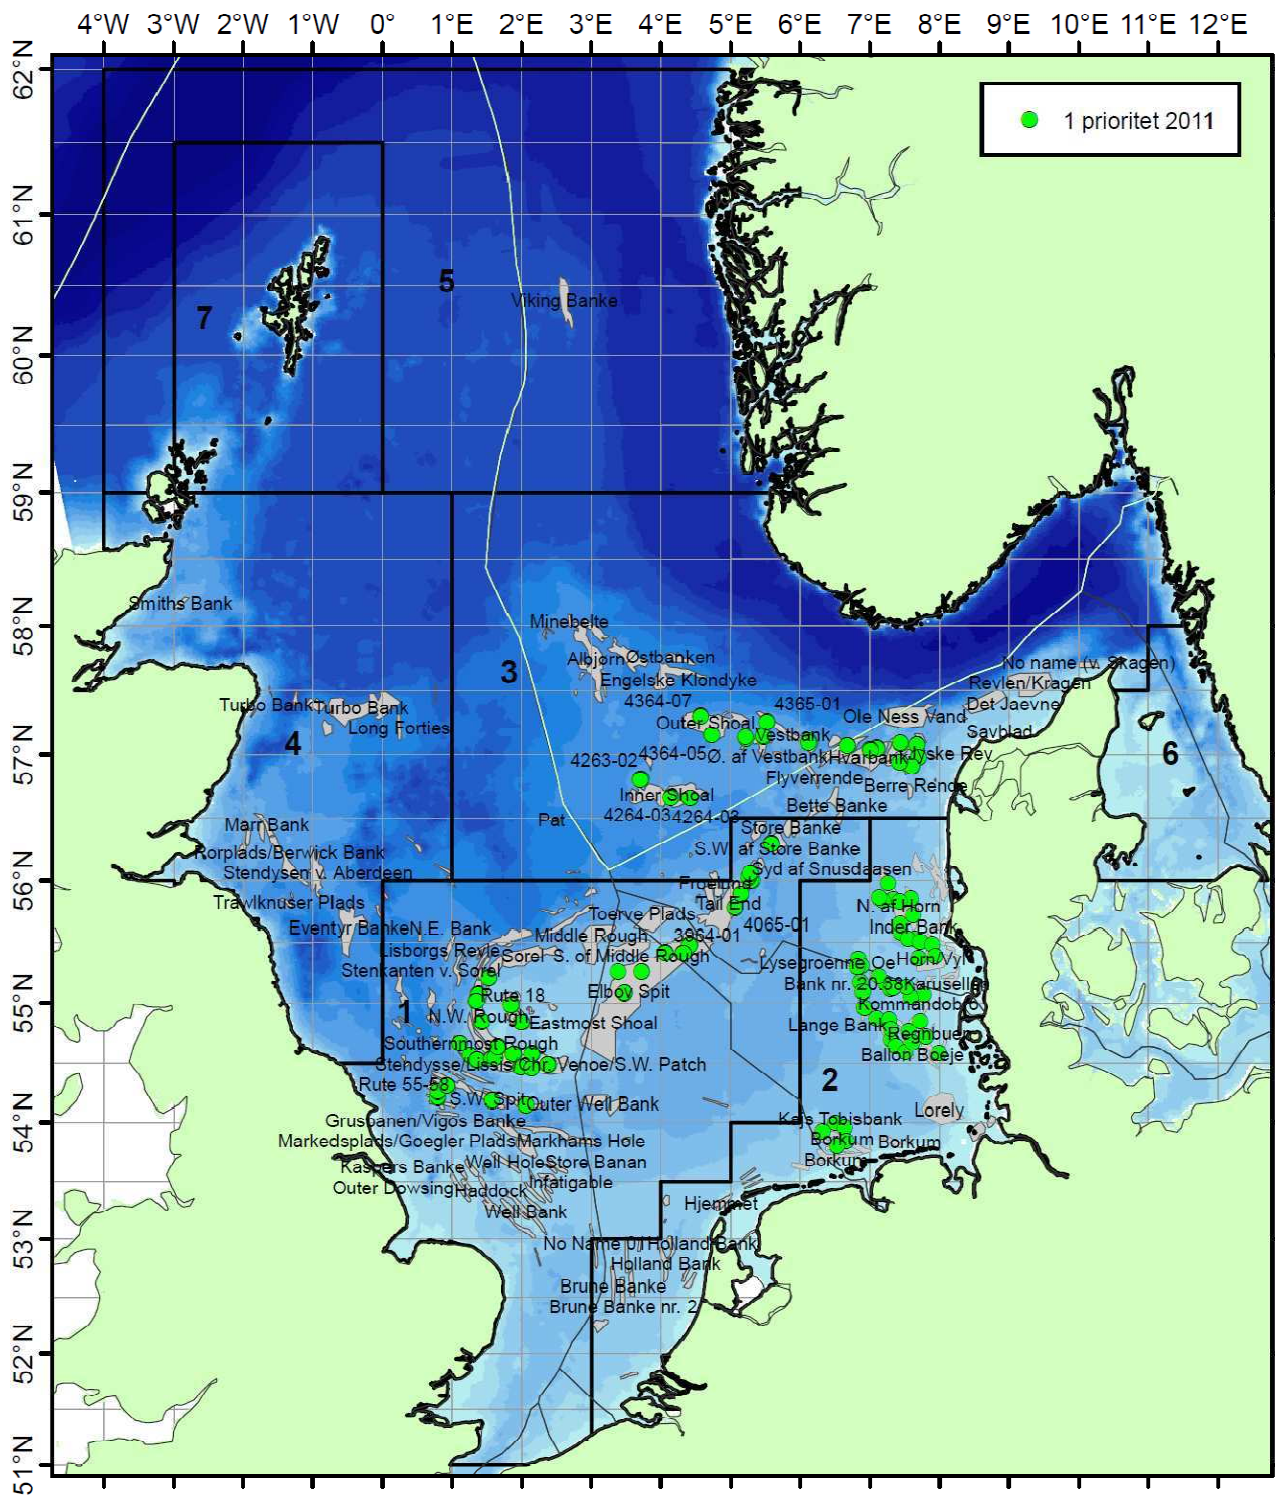 4°W 3°W 2°W 1°W 0° 1°E 2°E 3°E 4°E 5°E 6°E 7°E 8°E 9°E 10°E 11°E 12°E
62°N
1 prioritet 2011
61°N
5
7
Viking Banke
60°N
59°N
Smiths Bank
58°N
Minebelte
Albjørn
Østbanken
No name (v. Skagen)
3
Engelske Klondyke
Revlen/Kragen
4364-07
4365-01
Det Jaevne
Turbo Bank
Turbo Bank
Outer Shoal
Ole Ness Vand
Long Forties
Vestbank
Savblad
4
57°N
4263-02
4364-05
Ø. af Vestbank
Hvarbank
Jyske Rev
6
Flyverrende
Berre Rende
Inner Shoal
Bette Banke
4264-03
4264-03
Pat
Marr Bank
Store Banke
Korplads/Berwick Bank
S.W. af Store Banke
Stendysen v. Aberdeen
Syd af Snusdaasen
56°N
Froelund
Trawlknuser Plads
Tail End
N. af Horn
Toerve Plads
Eventyr Banke
N.E. Bank
4065-01
Inder Bank
Middle Rough
3964-01
Lisborgs Revle
Sorel
S. of Middle Rough
Lysegroenne Oe
Horn/Vyl
Stenkanten v. Sorel
Bank nr. 20.38
Karusellen
Rute 18
Elboy Spit
55°N
Kommandobro
1
N.W. Rough
Eastmost Shoal
Lange Bank
Regnbuen
Southernmost Rough
Ballon Boeje
Stendysse/Lissis/Chr. Venoe/S.W. Patch
Rute 55-58
2
S.W. Spit
Outer Well Bank
Lorely
54°N
Grusbanen/Vigos Banke
Kajs Tobisbank
Markedsplads/Goegler Plads
Markhams Hole
Borkum
Borkum
Kaspers Banke
Well Hole
Store Banan
Borkum
Outer Dowsing
Haddock
Infatigable
Hjemmet
Well Bank
53°N
No Name 0/Holland Bank
Holland Bank
Brune Banke
Brune Banke nr. 2
52°N
51°N